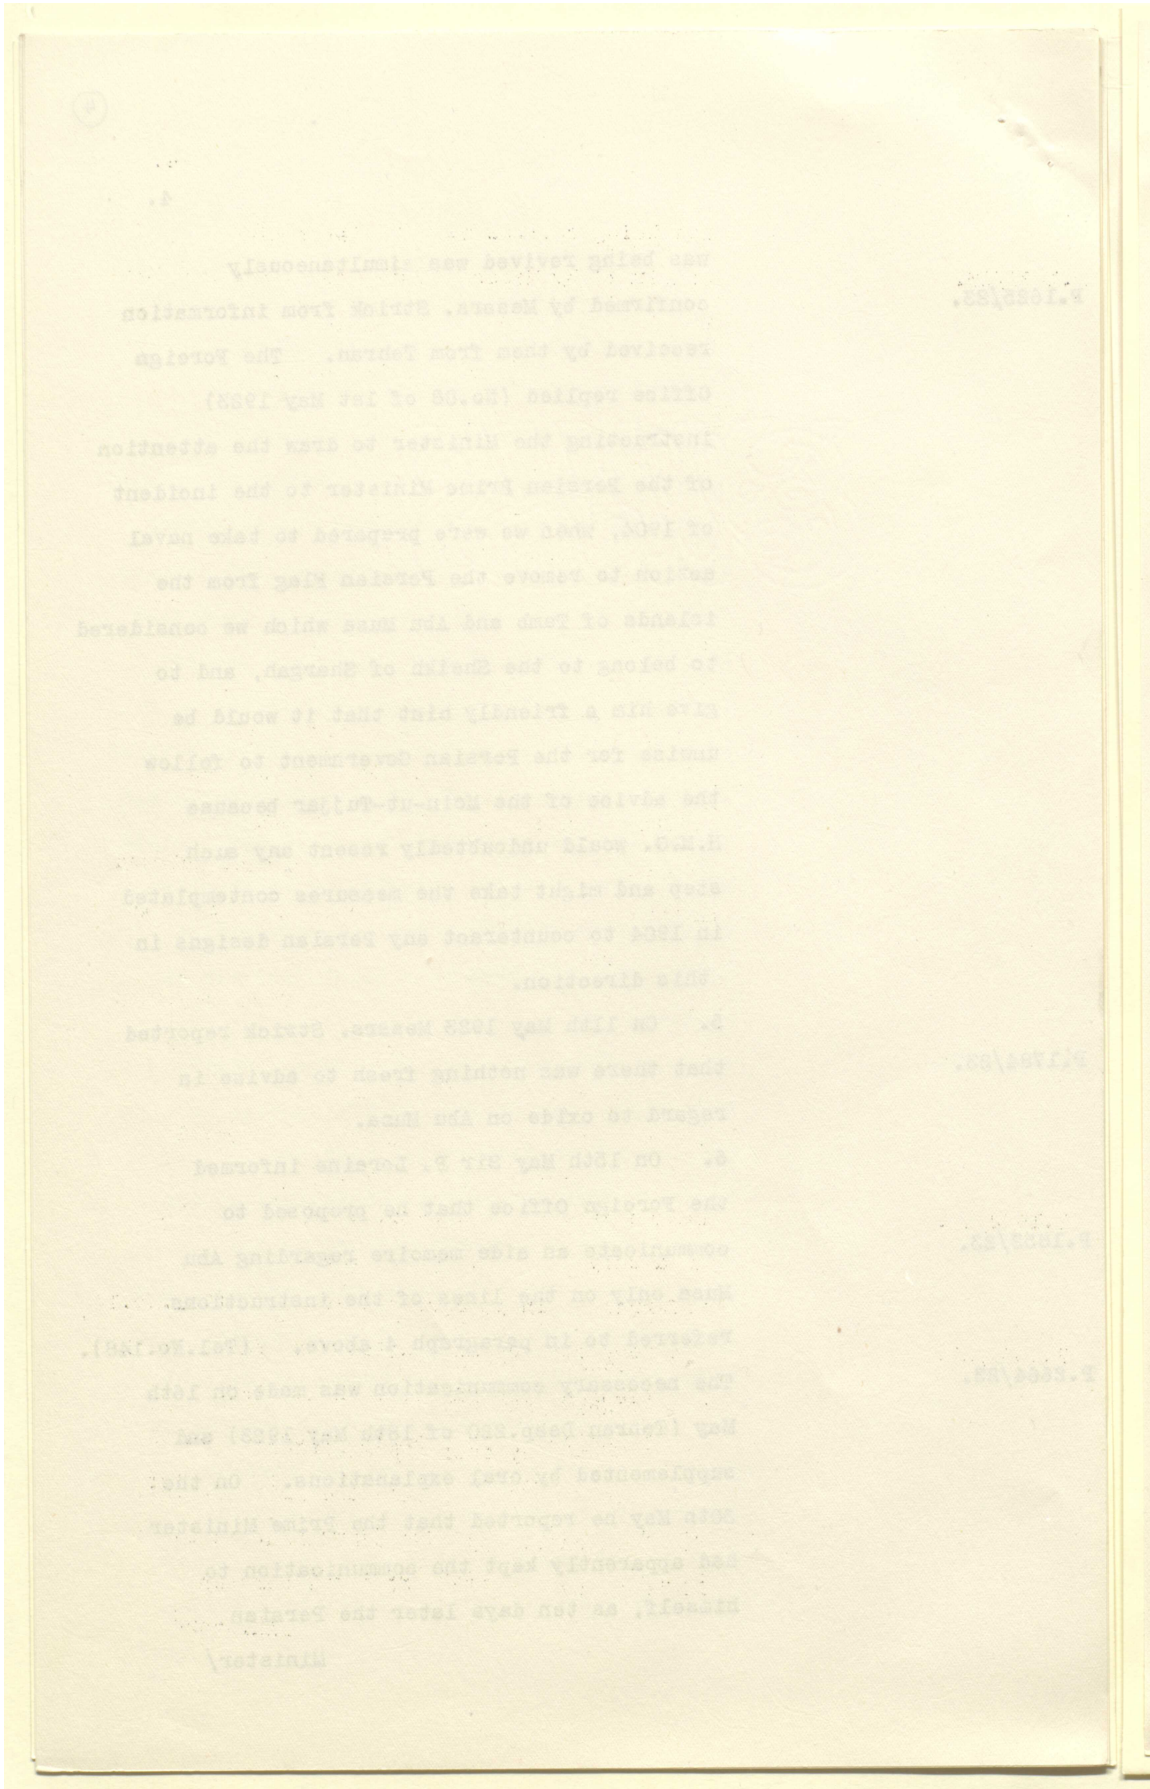 4
4.
was being revived was simultaneously
P.1625/23.
confirmed by Messrs. Strick from information
received by them from Tehran. The Foreign
Office replied (No.88 of 1st May 1923)
instructing the Minister to draw the attention
of the Persian Prime Minister to the incident
of 1904, when we were prepared to take naval
action to remove the Persian Flag from the
islands of Tamb and Abu Musa which we considered
to belong to the Sheikh of Shargah, and to
give him a friendly hint that it would be
unwise for the Persian Government to follow
the advice of the Moin-ut-Tujjar because
H.M.G. would undoubtedly resent any such
step and might take the measures contemplated
in 1904 to counteract any Persian designs in
this direction.
5. On 11th May 1923 Messrs. Strick reported
P.1784/23.
that there was nothing fresh to advise in
regard to oxide on Abu Musa.
6. On 15th May Sir P. Loraine informed
the Foreign Office that he proposed to
P.1853/23.
communicate an aide memoire regarding Abu
Musa only on the lines of the instructions
referred to in paragraph 4 above. (Tel.No.148).
P.2664/23.
The necessary communication was made on 16th
May (Tehran Desp.220 of 18th May 1923) and
supplemented by oral explanations. On the
30th May he reported that the Prime Minister
had apparently kept the communication to
himself, as ten days later the Persian
Minister/